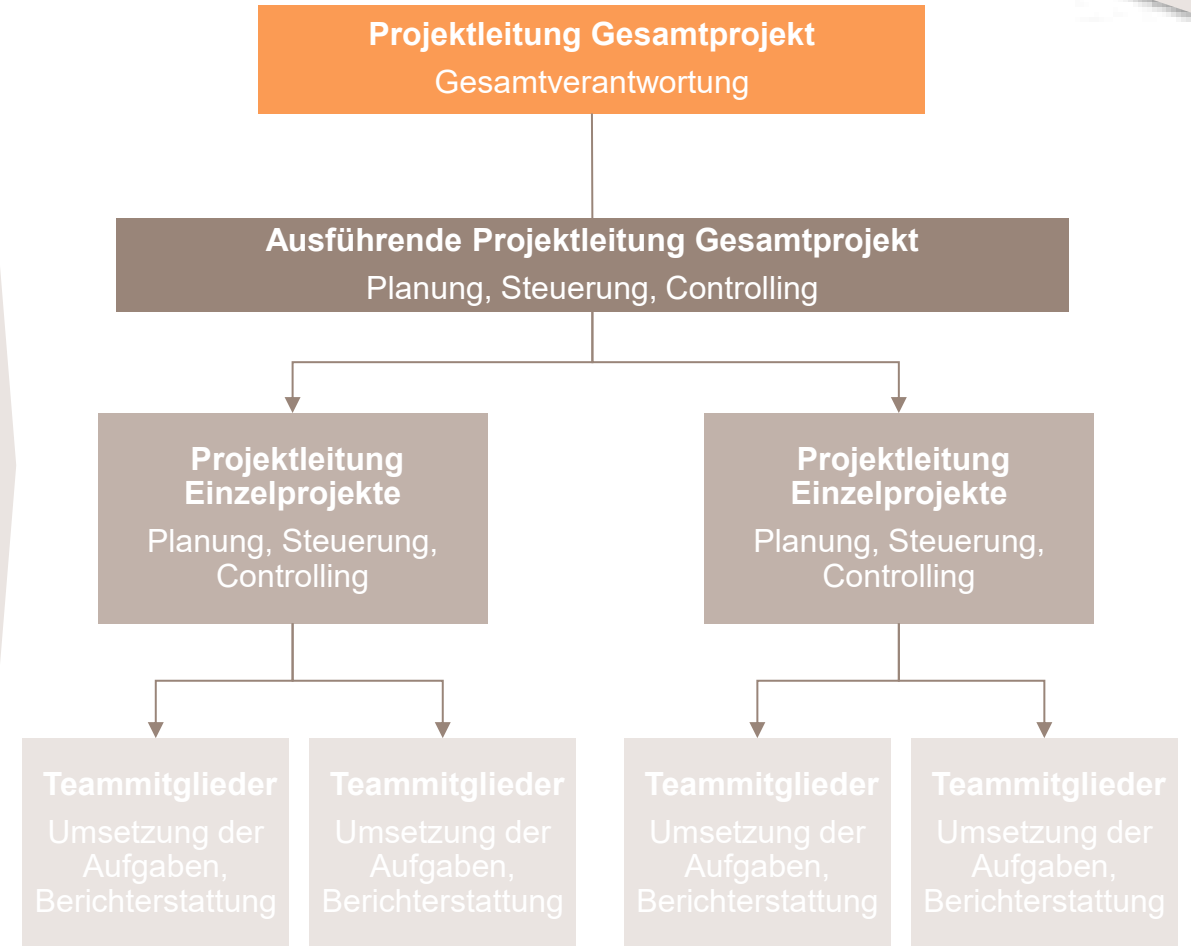 Projektleitung Gesamtprojekt
Gesamtverantwortung
Ausführende Projektleitung Gesamtprojekt
Planung, Steuerung, Controlling
Projektleitung
Einzelprojekte
Planung, Steuerung,
Controlling
Projektleitung
Einzelprojekte
Planung, Steuerung,
Controlling
Teammitglieder
Umsetzung der
Aufgaben,
Berichterstattung
Teammitglieder
Umsetzung der
Aufgaben,
Berichterstattung
Teammitglieder
Umsetzung der
Aufgaben,
Berichterstattung
Teammitglieder
Umsetzung der
Aufgaben,
Berichterstattung